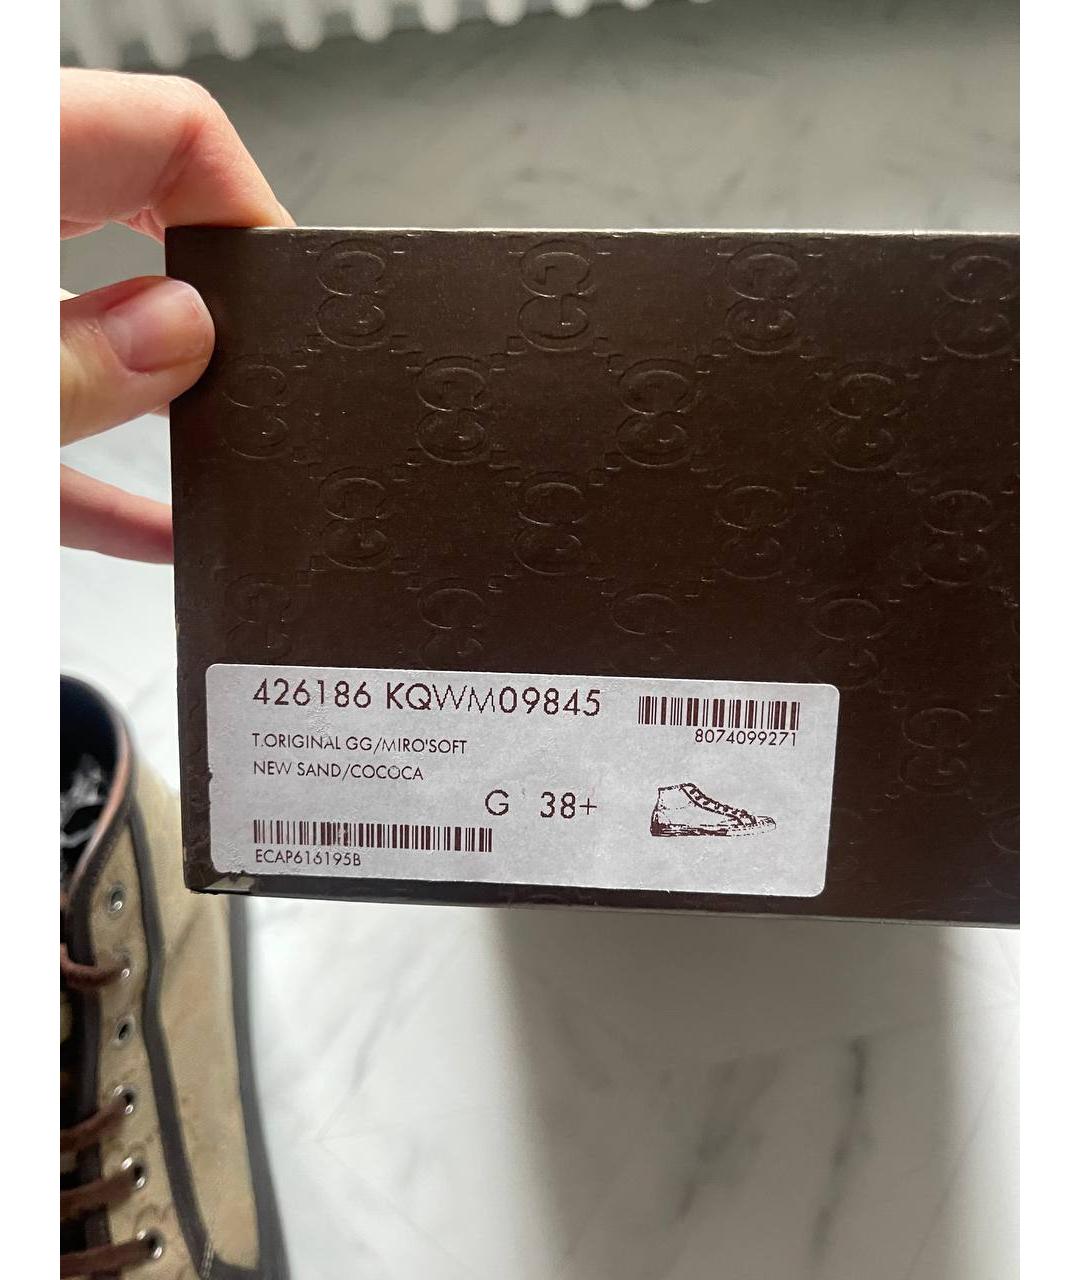 426186 KQWM09845
8074099271
T.ORIGINAL GG/MIRO'SOFT
NEW SAND/COCOCA
G 38+
ECAP616195B